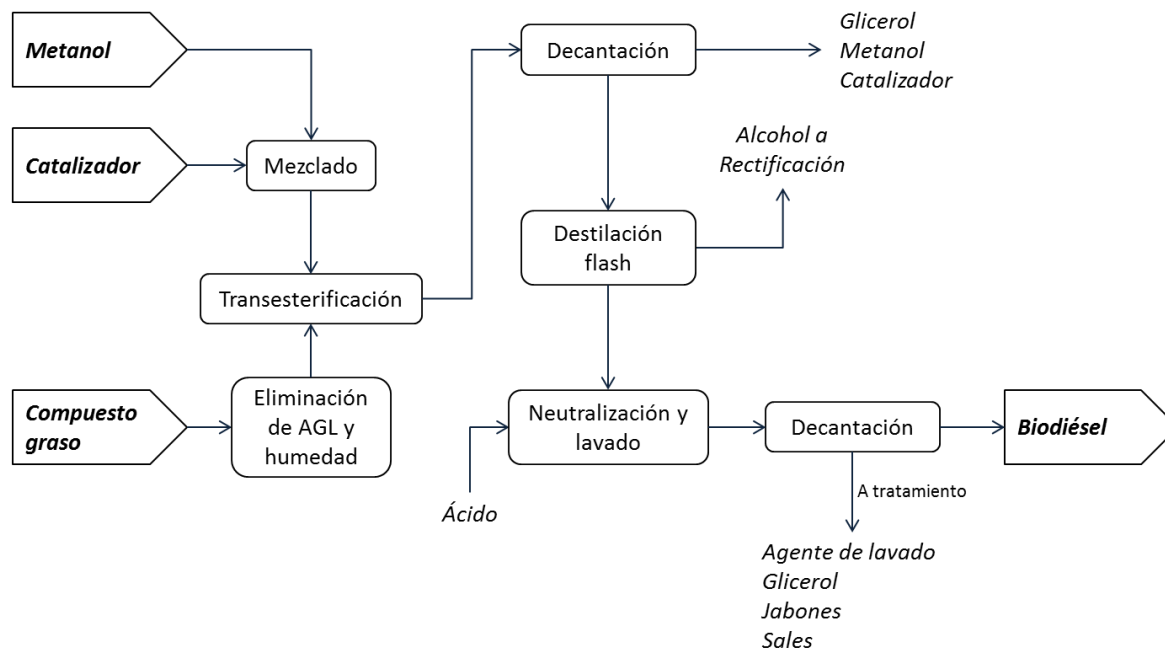 Metanol
Catalizador
Mezclado
Transesterificación
Compuesto
graso
Eliminación
de AGL y
humedad
Decantación
Glicerol
Metanol
Catalizador
Destilación
flash
Alcohol a
Rectificación
Neutralización y
lavado
Ácido
Decantación
Biodiésel
A tratamiento
Agente de lavado
Glicerol
Jabones
Sales